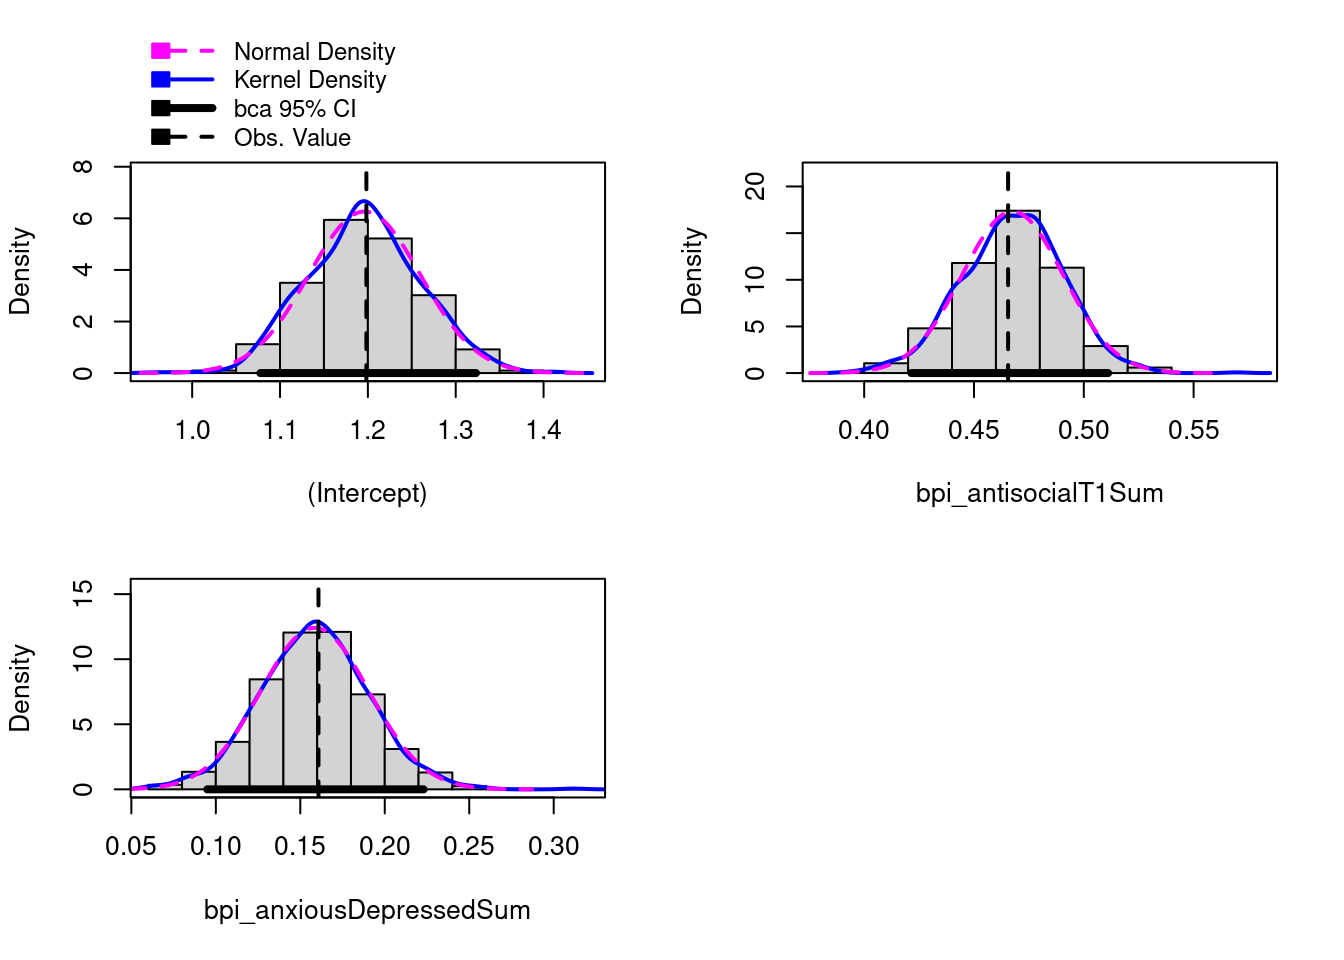 Normal Density
Kernel Density
bca 95% CI
Obs. Value
Density
8
6
4
2
0
1.0 1.1 1.2 1.3 1.4
(Intercept)
Density
20
10
5
0
0.40 0.45 0.50 0.55
bpi_antisocialT1Sum
Density
15
10
5
0
0.05 0.10 0.15 0.20 0.25 0.30
bpi_anxiousDepressedSum